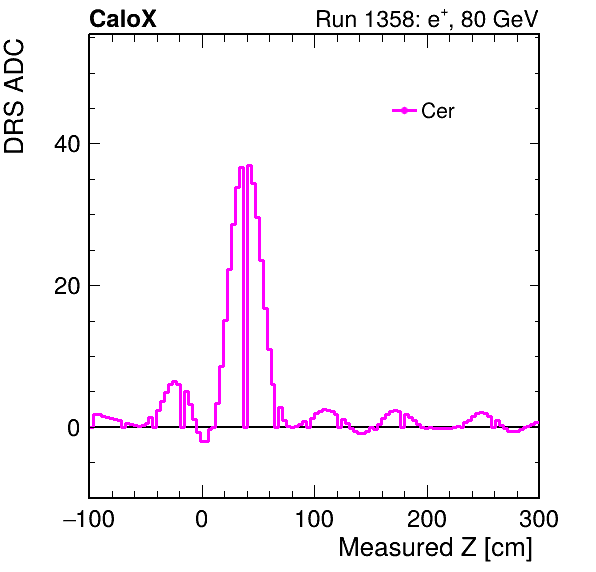 CaloX Run 1358: e+, 80 GeV
DRS ADC
Cer
40
20
0
−100 0 100 200 300
Measured Z [cm]